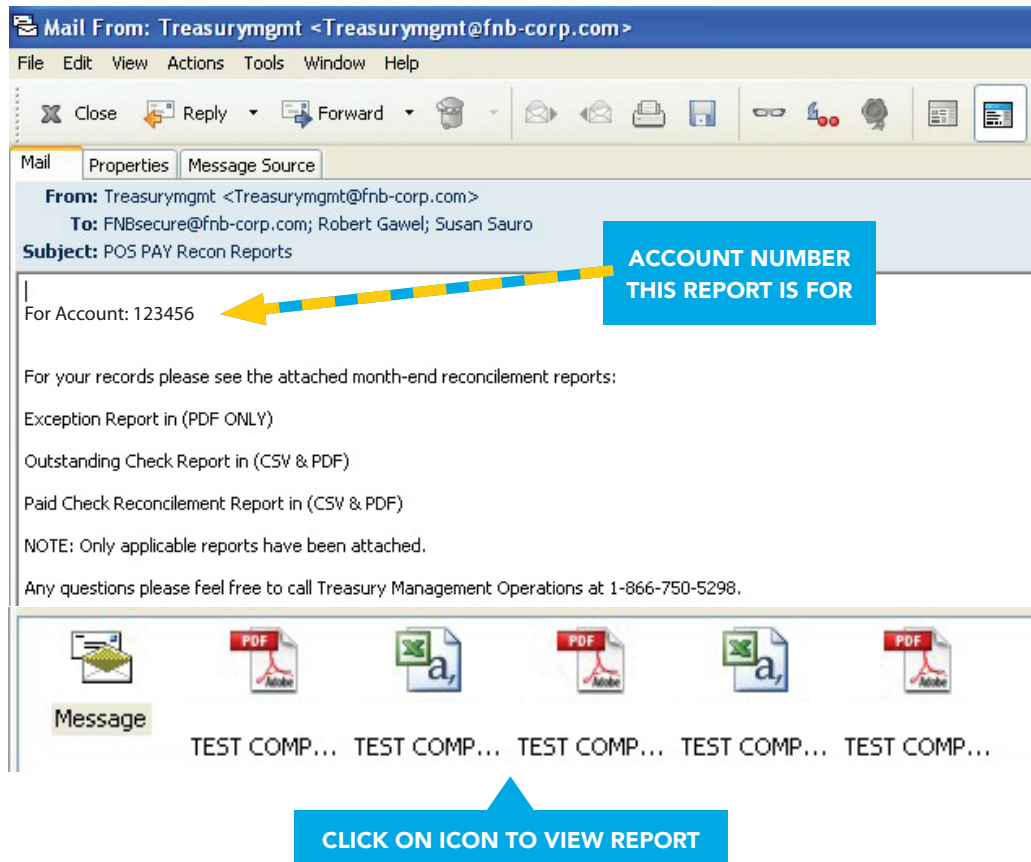 Mail From: Treasurymgmt <Treasurymgmt@fnb-corp.com>
File Edit View Actions Tools Window Help
Close Reply Forward
Mail Properties Message Source
From: Treasurymgmt <Treasurymgmt@fnb-corp.com>
To: FNBsecure@fnb-corp.com; Robert Gawel; Susan Sauro
Subject: POS PAY Recon Reports
ACCOUNT NUMBER
THIS REPORT IS FOR
For Account: 123456
For your records please see the attached month-end reconcilement reports:
Exception Report in (PDF ONLY)
Outstanding Check Report in (CSV & PDF)
Paid Check Reconcilement Report in (CSV & PDF)
NOTE: Only applicable reports have been attached.
Any questions please feel free to call Treasury Management Operations at 1-866-750-5298.
PDF Adobe a, PDF Adobe a, PDF Adobe
Message
TEST COMP... TEST COMP... TEST COMP... TEST COMP... TEST COMP...
CLICK ON ICON TO VIEW REPORT